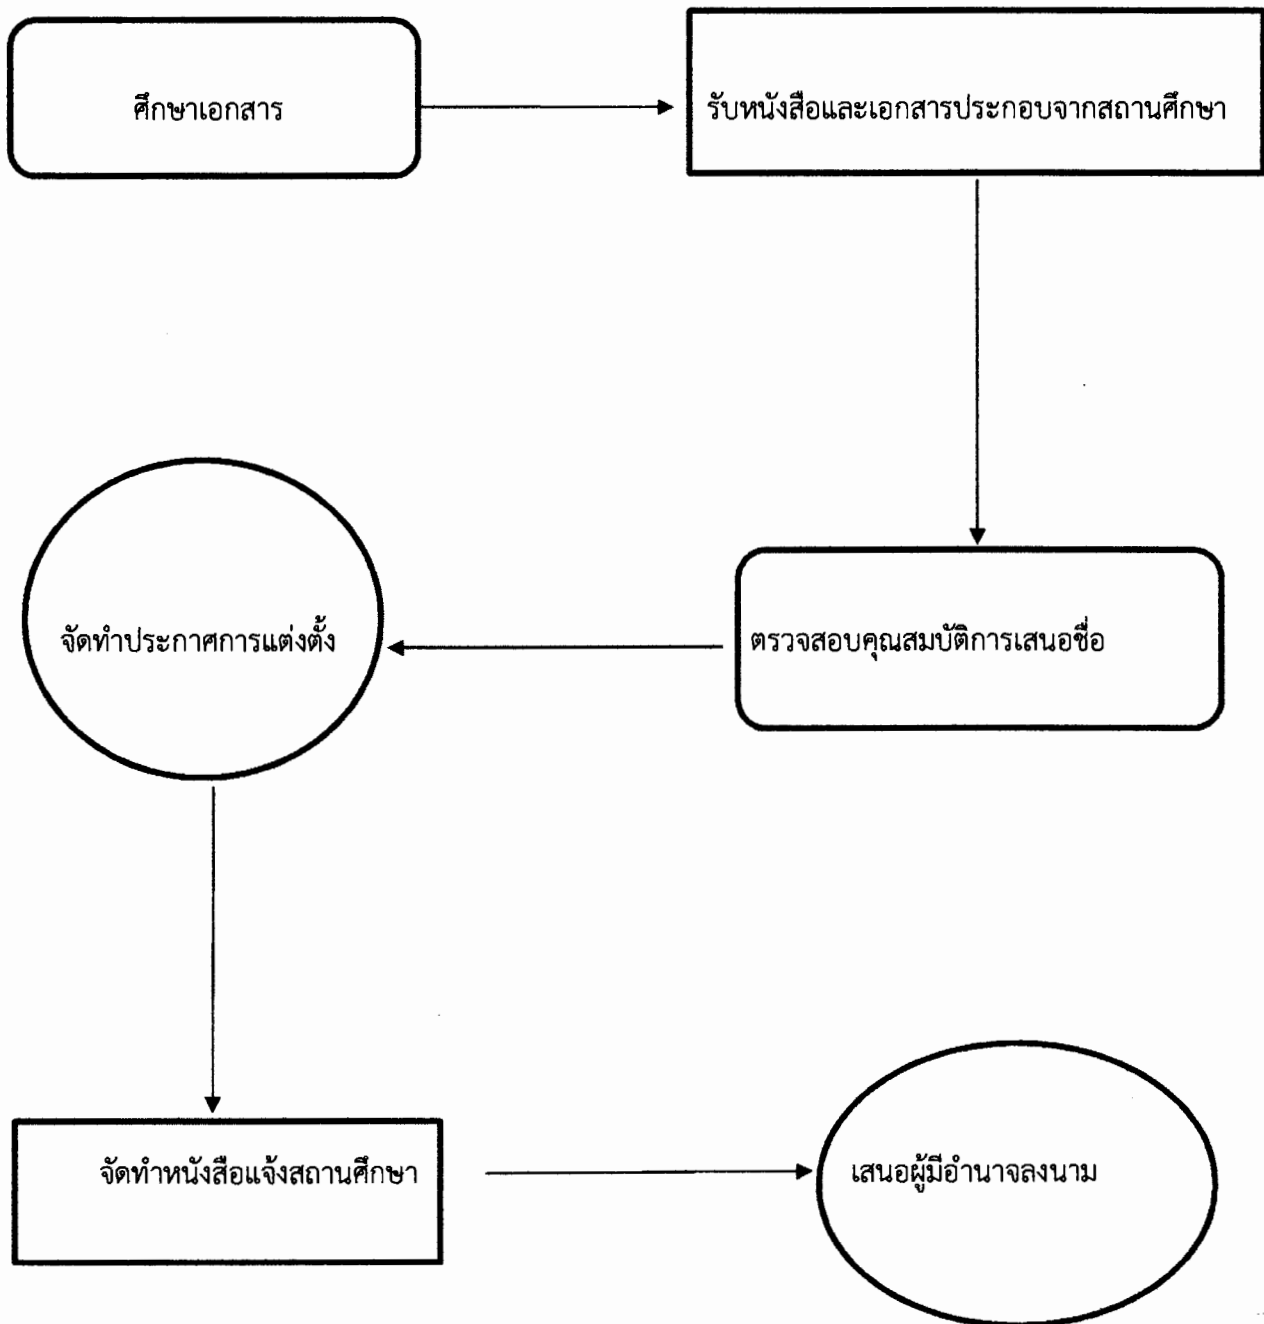 ศึกษาเอกสาร
รับหนังสือและเอกสารประกอบจากสถานศึกษา
ตรวจสอบคุณสมบัติการเสนอชื่อ
จัดทำประกาศการแต่งตั้ง
จัดทำหนังสือแจ้งสถานศึกษา
เสนอผู้มีอำนาจลงนาม